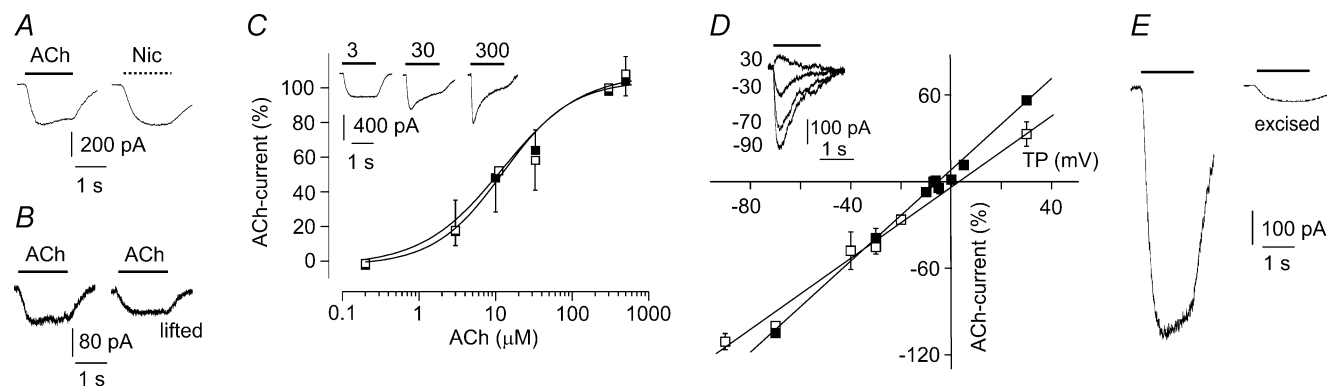 A
ACh
Nic
200 pA
1 s
B
ACh
ACh
lifted
80 pA
1 s
C
3
30
300
400 pA
1 s
ACh-current (%)
100
80
60
40
20
0
0.1
1
10
100
1000
ACh (μM)
D
30
-30
-70
-90
100 pA
1 s
60
TP (mV)
-80
-40
40
-60
-120
ACh-current (%)
E
excised
100 pA
1 s